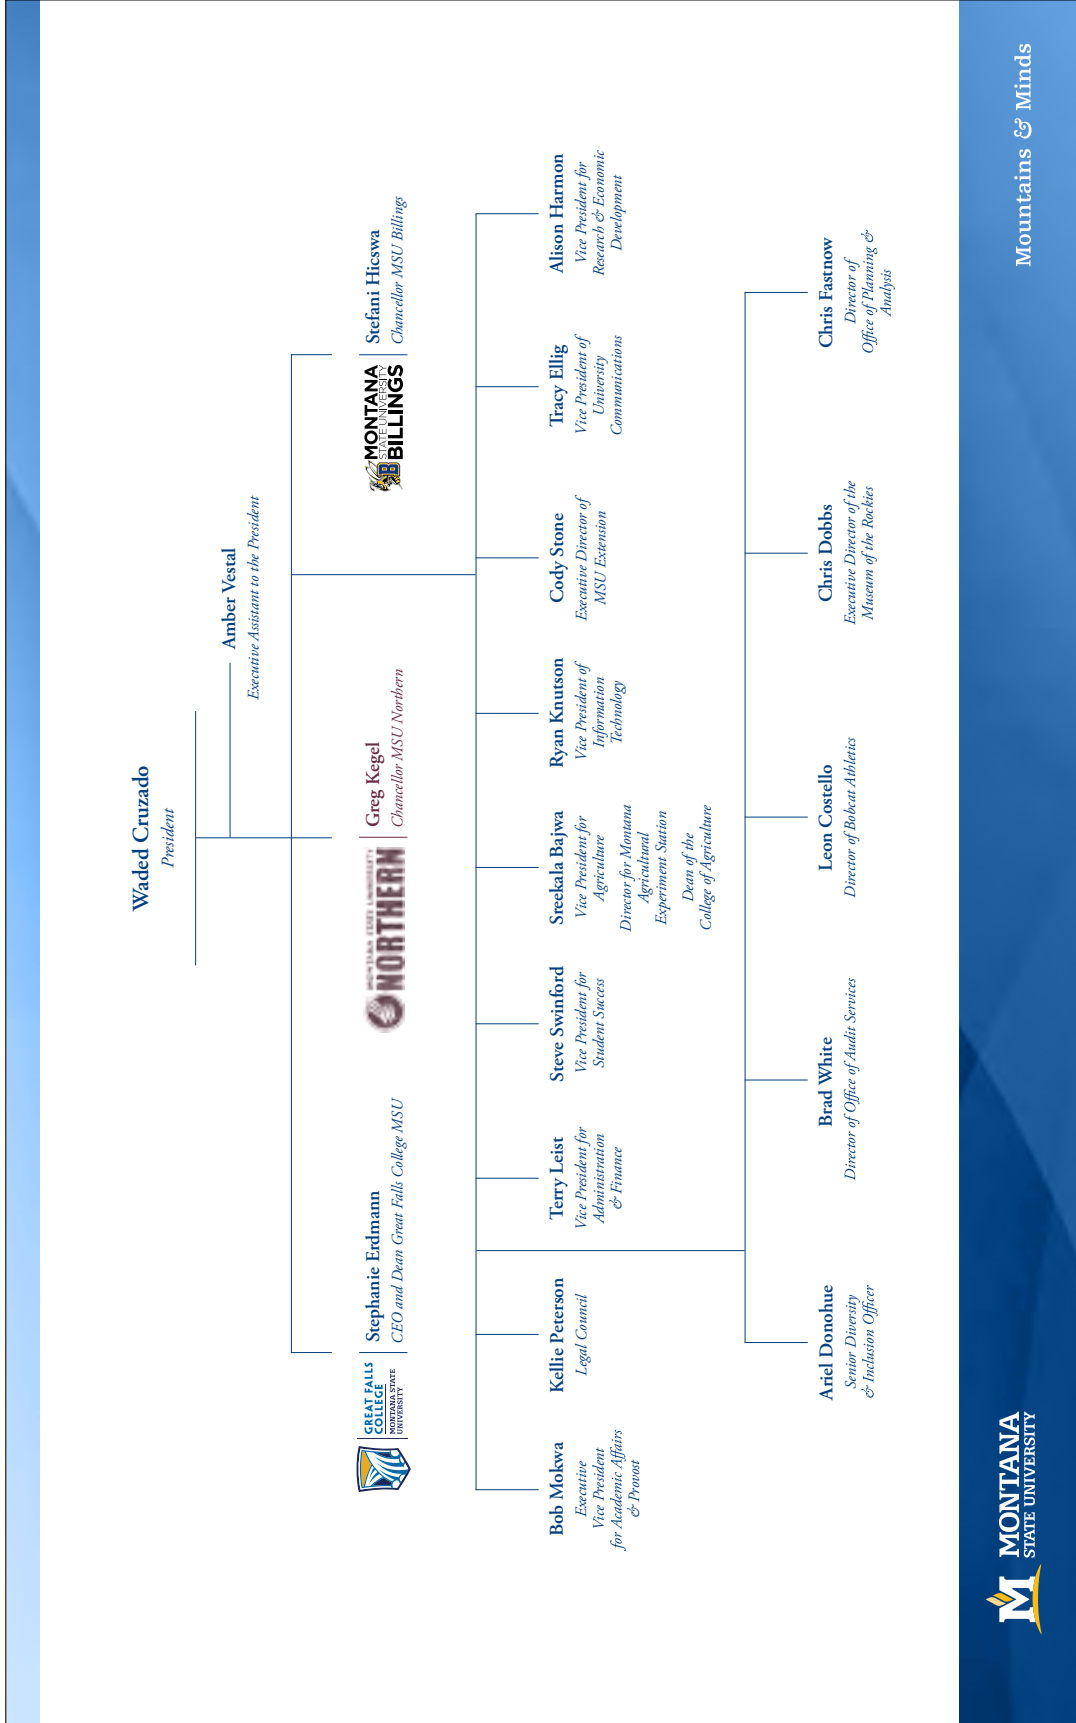 Waded Cruzado
President
Amber Vestal
Executive Assistant to the President
GREAT FALLS
COLLEGE
MONTANA STATE
UNIVERSITY
Stephanie Erdmann
CEO and Dean Great Falls College MSU
MONTANA STATE UNIVERSITY
NORTHERN
Greg Kegel
Chancellor MSU Northern
B
MONTANA
STATE UNIVERSITY
BILLINGS
Stefani Hicswa
Chancellor MSU Billings
Bob Mokwa
Executive
Vice President
for Academic Affairs
& Provost
Kellie Peterson
Legal Council
Terry Leist
Vice President for
Administration
& Finance
Steve Swinford
Vice President for
Student Success
Sreekala Bajwa
Vice President for
Agriculture
Director for Montana
Agricultural
Experiment Station
Dean of the
College of Agriculture
Ryan Knutson
Vice President of
Information
Technology
Cody Stone
Executive Director of
MSU Extension
Tracy Ellig
Vice President of
University
Communications
Alison Harmon
Vice President for
Research & Economic
Development
Ariel Donohue
Senior Diversity
& Inclusion Officer
Brad White
Director of Office of Audit Services
Leon Costello
Director of Bobcat Athletics
Chris Dobbs
Executive Director of the
Museum of the Rockies
Chris Fastnow
Director of
Office of Planning &
Analysis
M
MONTANA
STATE UNIVERSITY
Mountains & Minds